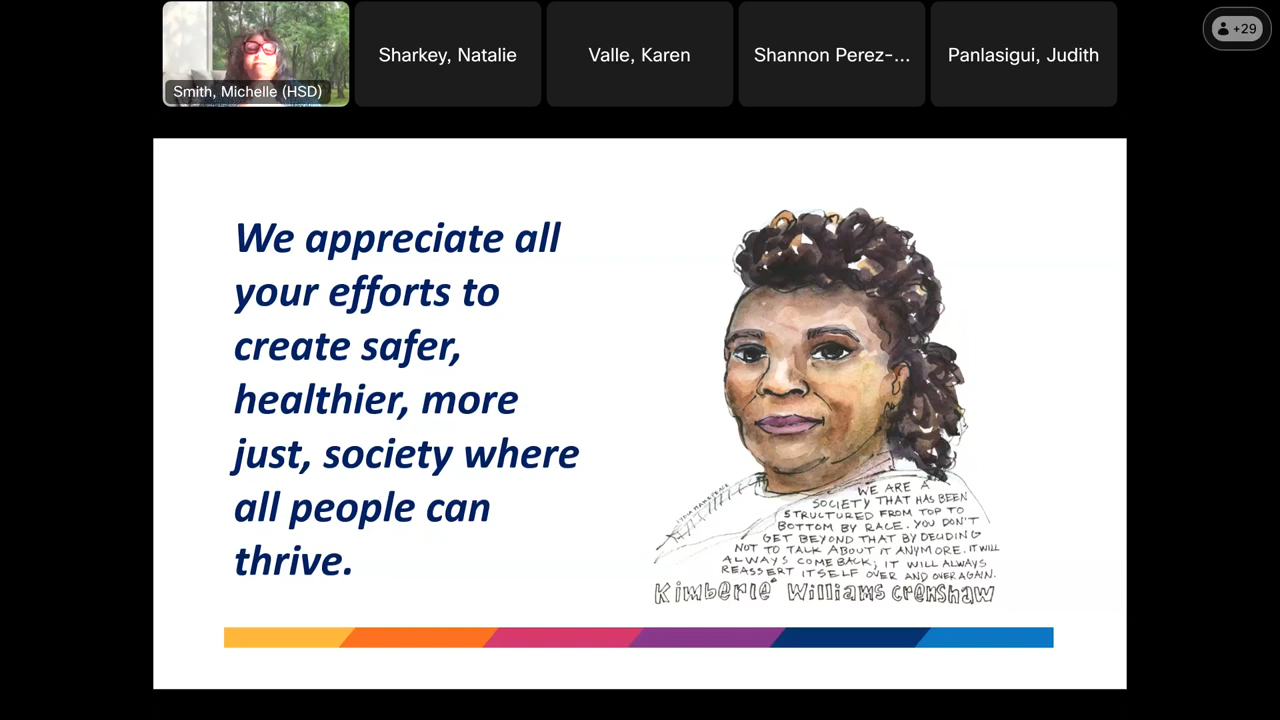 Smith, Michelle (HSD)
Sharkey, Natalie
Valle, Karen
Shannon Perez-...
Panlasigui, Judith
+29
We appreciate all
your efforts to
create safer,
healthier, more
just, society where
all people can
thrive.
WE ARE A
SOCIETY THAT HAS BEEN
STRUCTURED FROM TOP TO
BOTTOM BY RACE. YOU DON'T
GET BEYOND THAT BY DECIDING
NOT TO TALK ABOUT IT ANYMORE. IT WILL
ALWAYS COME BACK; IT WILL ALWAYS
REASSERT ITSELF OVER AND OVER AGAIN.
Kimberlé Williams Crenshaw